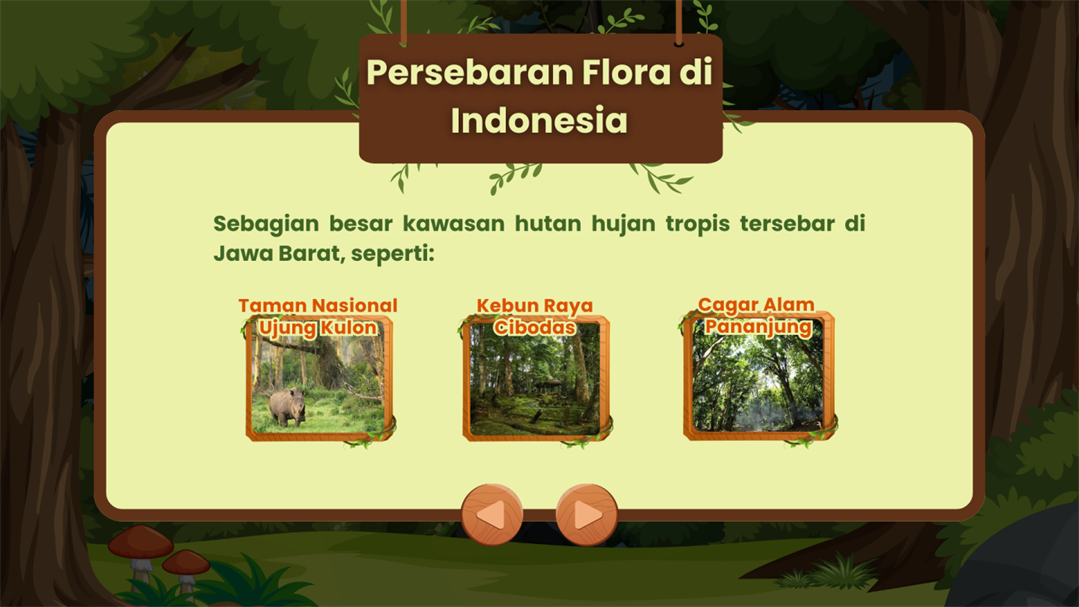 Persebaran Flora di
Indonesia
Sebagian besar kawasan hutan hujan tropis tersebar di
Jawa Barat, seperti:
Taman Nasional
Ujung Kulon
Kebun Raya
Cibodas
Cagar Alam
Pananjung